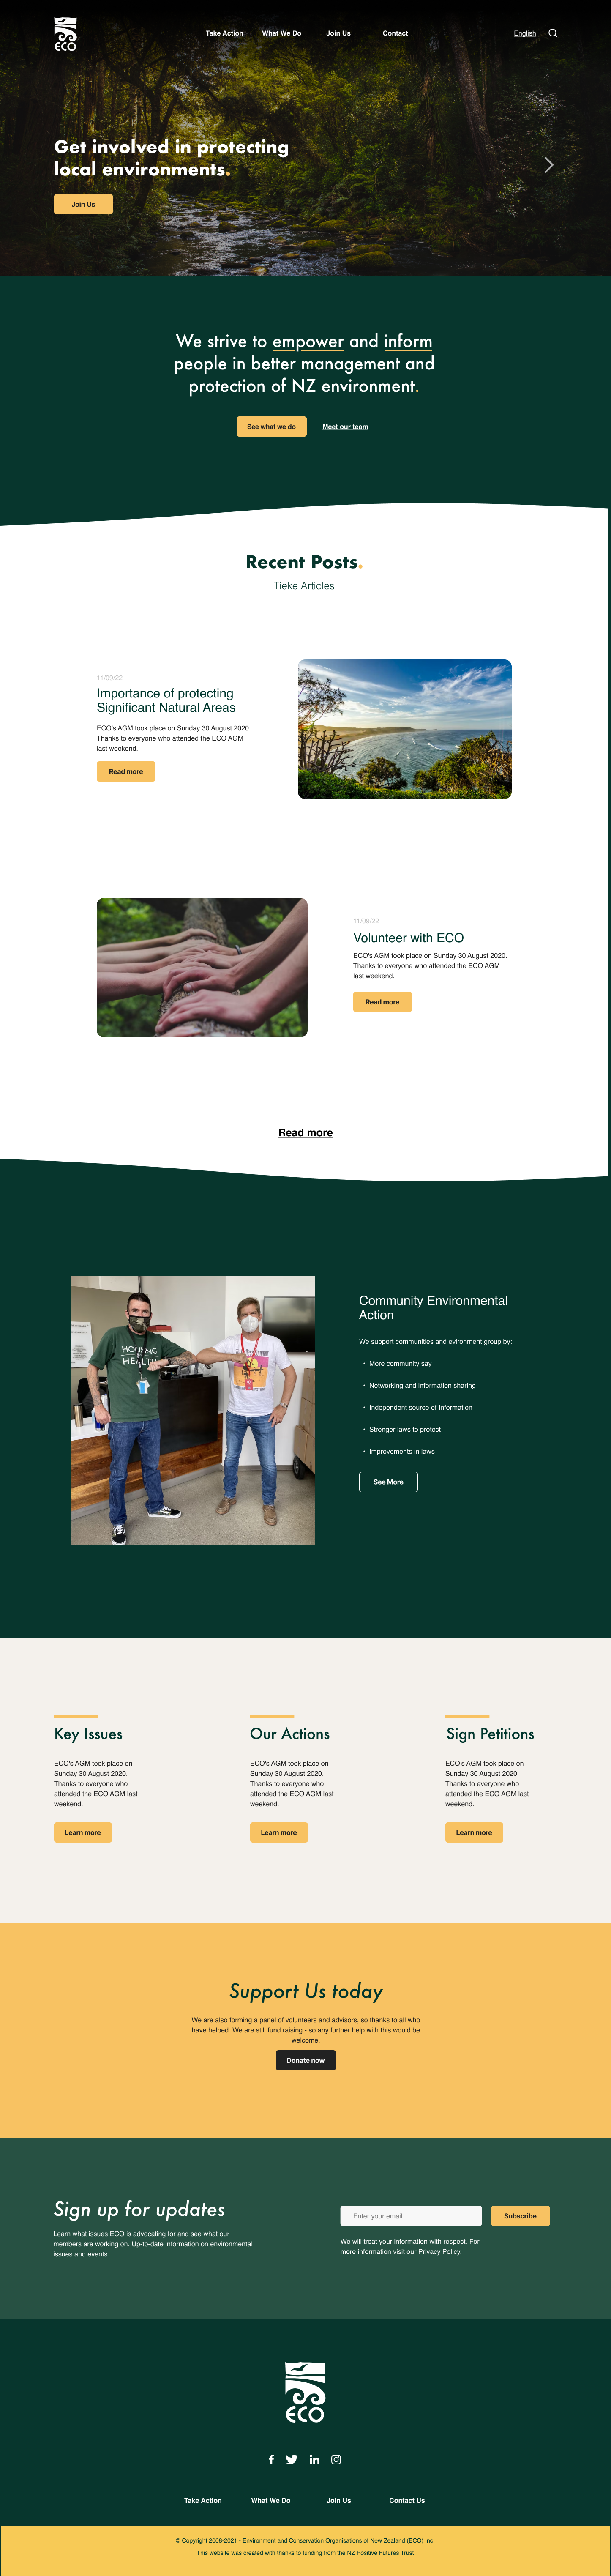 ECO
Take Action
What We Do
Join Us
Contact
English
Get involved in protecting
local environments.
Join Us
We strive to empower and inform
people in better management and
protection of NZ environment.
See what we do
Meet our team
Recent Posts.
Tieke Articles
11/09/22
Importance of protecting
Significant Natural Areas
ECO's AGM took place on Sunday 30 August 2020.
Thanks to everyone who attended the ECO AGM
last weekend.
Read more
11/09/22
Volunteer with ECO
ECO's AGM took place on Sunday 30 August 2020.
Thanks to everyone who attended the ECO AGM
last weekend.
Read more
Read more
HOUSING
HEALTH
Community Environmental
Action
We support communities and evironment group by:
• More community say
• Networking and information sharing
• Independent source of Information
• Stronger laws to protect
• Improvements in laws
See More
Key Issues
ECO's AGM took place on
Sunday 30 August 2020.
Thanks to everyone who
attended the ECO AGM last
weekend.
Learn more
Our Actions
ECO's AGM took place on
Sunday 30 August 2020.
Thanks to everyone who
attended the ECO AGM last
weekend.
Learn more
Sign Petitions
ECO's AGM took place on
Sunday 30 August 2020.
Thanks to everyone who
attended the ECO AGM last
weekend.
Learn more
Support Us today
We are also forming a panel of volunteers and advisors, so thanks to all who
have helped. We are still fund raising - so any further help with this would be
welcome.
Donate now
Sign up for updates
Learn what issues ECO is advocating for and see what our
members are working on. Up-to-date information on environmental
issues and events.
Enter your email
Subscribe
We will treat your information with respect. For
more information visit our Privacy Policy.
ECO
Take Action
What We Do
Join Us
Contact Us
© Copyright 2008-2021 - Environment and Conservation Organisations of New Zealand (ECO) Inc.
This website was created with thanks to funding from the NZ Positive Futures Trust